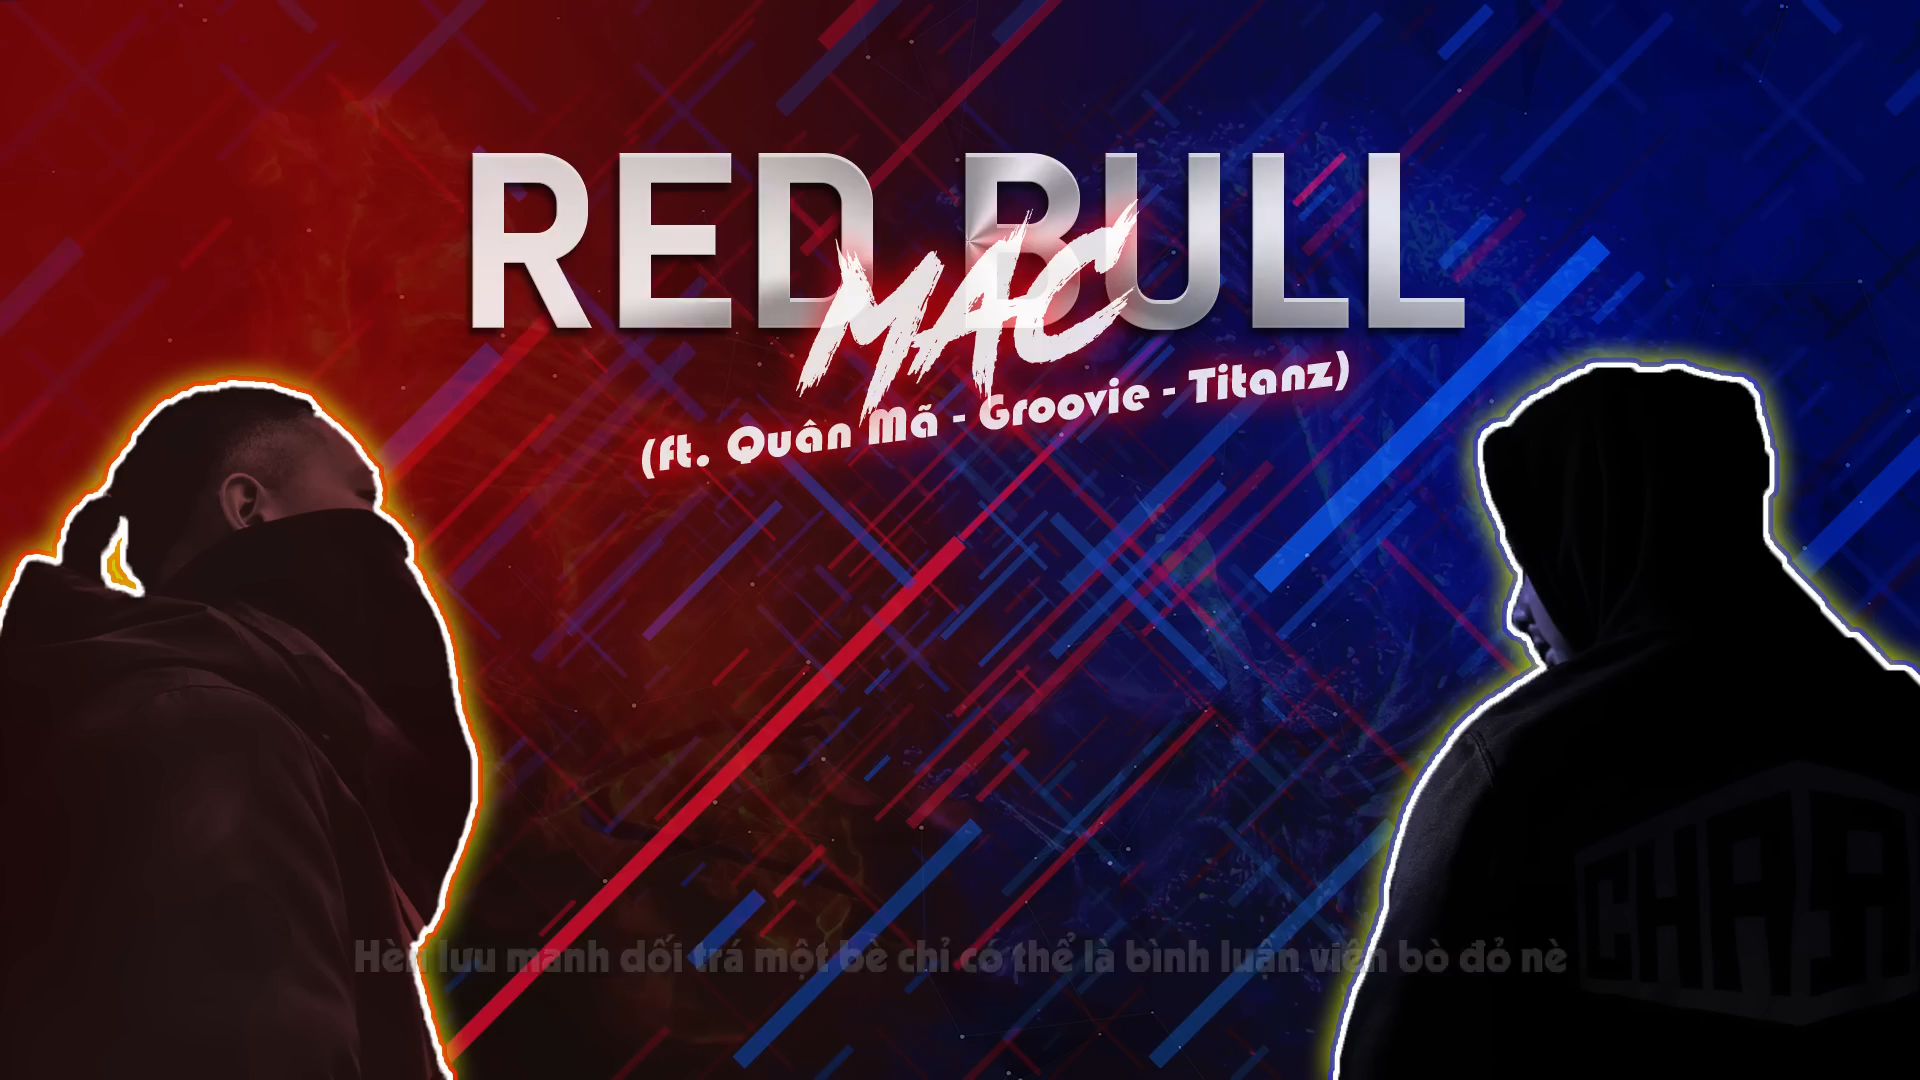 RED BULL
MAC
(ft. Quân Mã - Groovie - Titanz)
Hèn lưu manh dối trá một bè chỉ có thể là bình luận viên bò đỏ nè